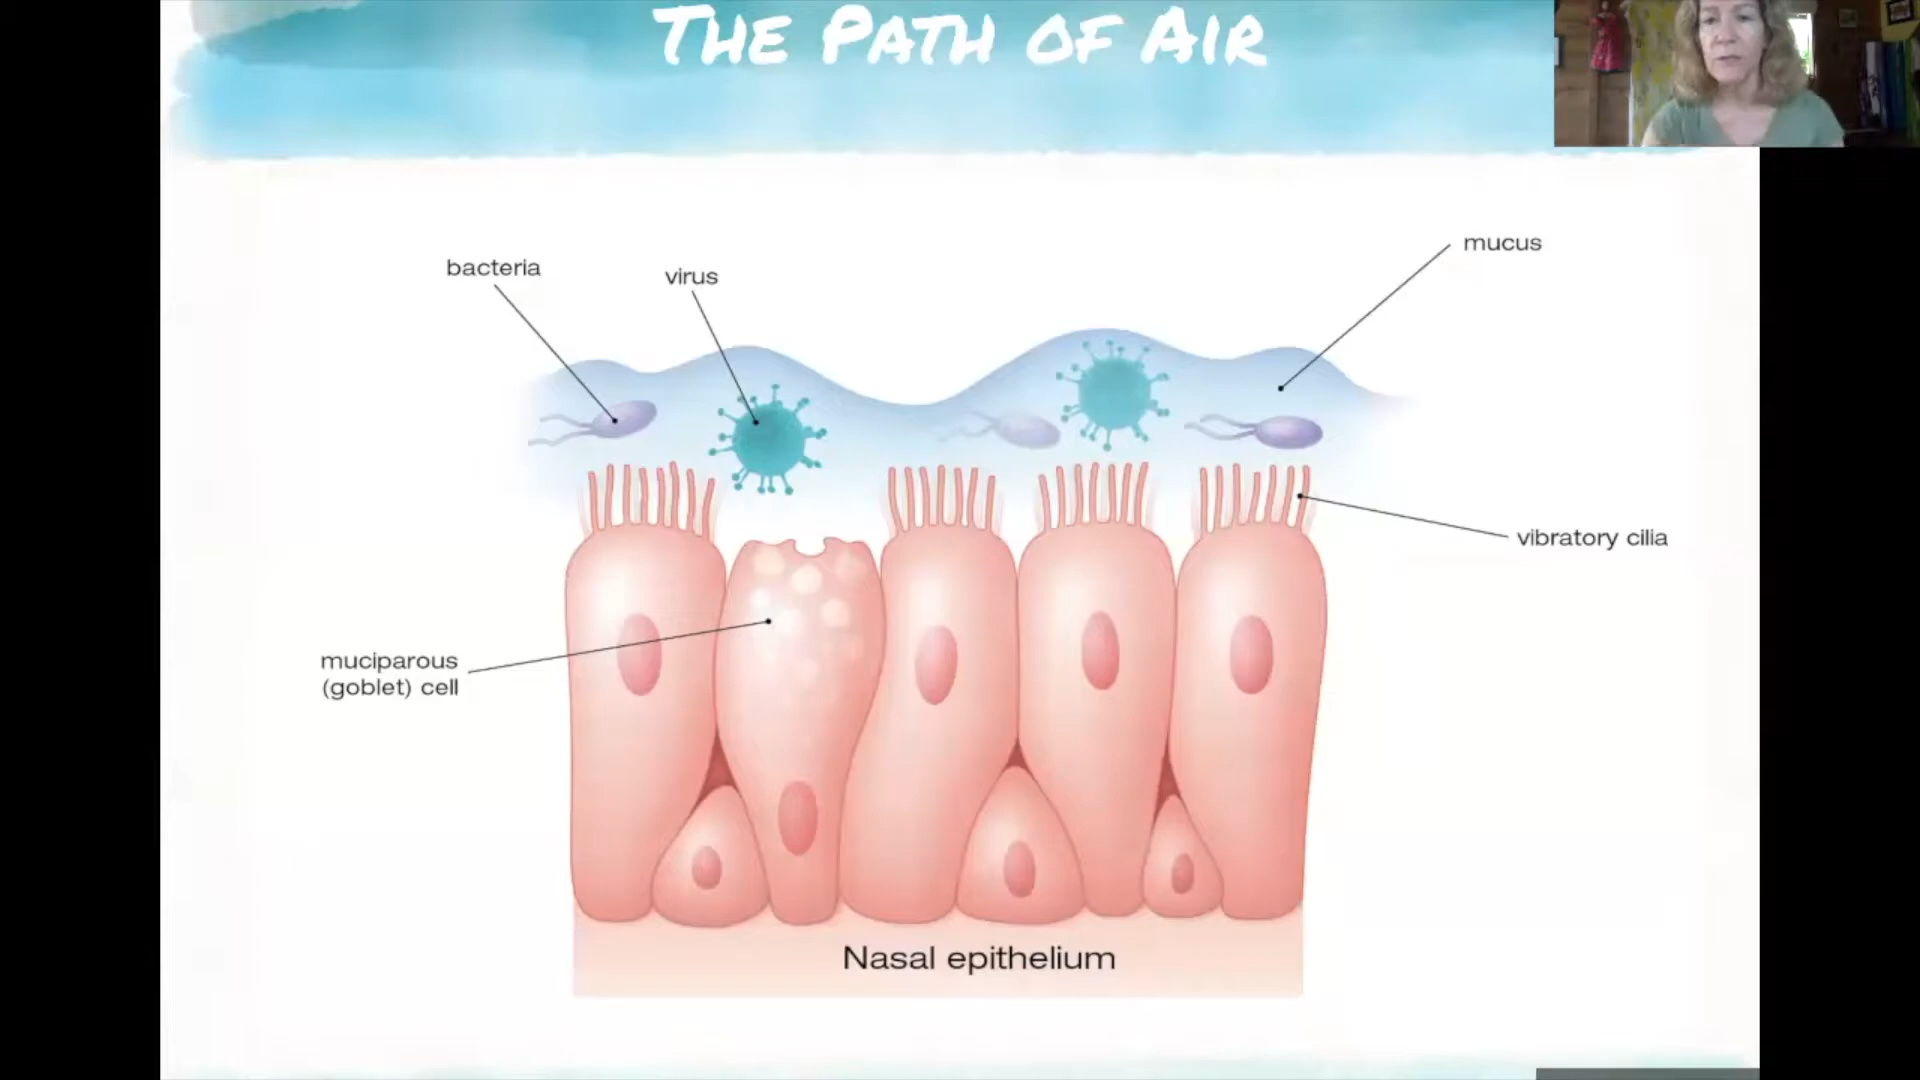 The Path of Air
mucus
bacteria
virus
vibratory cilia
muciparous
(goblet) cell
Nasal epithelium